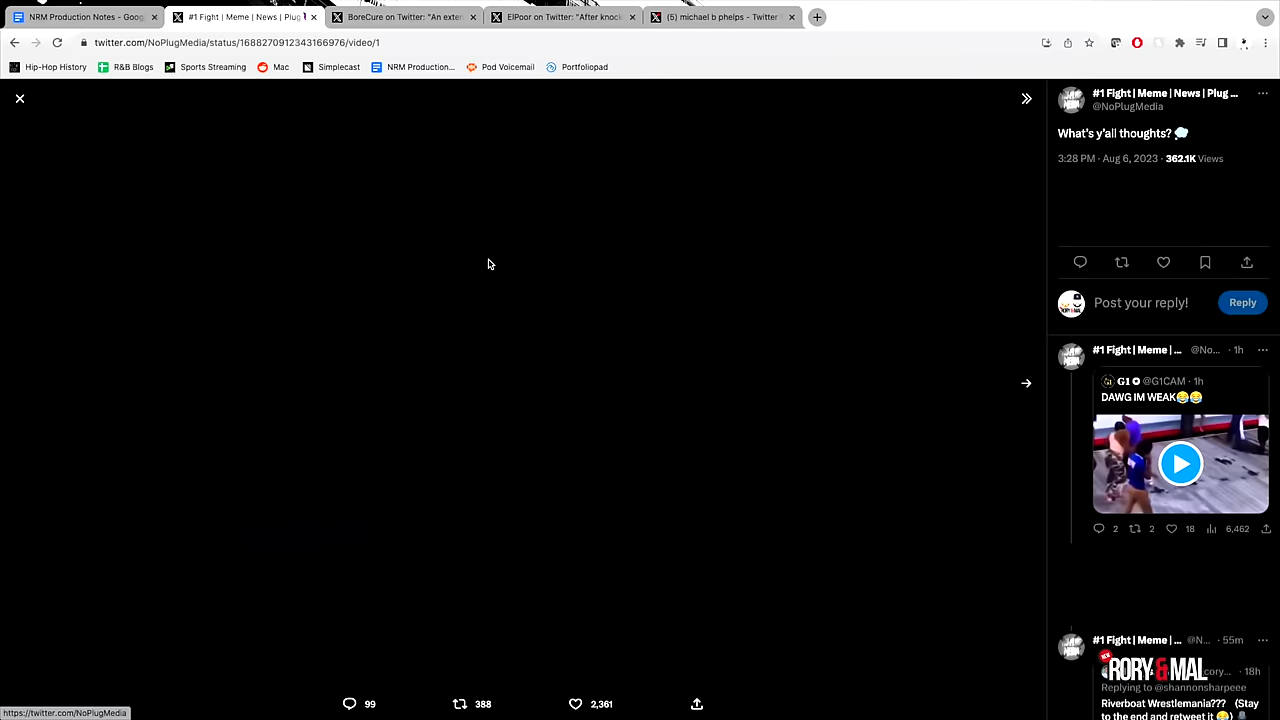 NRM Production Notes - Goog
#1 Fight | Meme | News | Plug
BoreCure on Twitter: "An exter
ElPoor on Twitter: "After knock
(5) michael b phelps - Twitter
twitter.com/NoPlugMedia/status/1688270912343166976/video/1
Hip-Hop History
R&B Blogs
Sports Streaming
Mac
Simplecast
NRM Production...
Pod Voicemail
Portfoliopad
#1 Fight | Meme | News | Plug ...
@NoPlugMedia
What's y'all thoughts? 💭
3:28 PM · Aug 6, 2023 · 362.1K Views
Post your reply!
Reply
#1 Fight | Meme | ... @No... · 1h
G1 @G1CAM · 1h
DAWG IM WEAK😂😂
2 2 18 6,462
#1 Fight | Meme | ... @N... · 55m
NEW
RORY & MAL
cory... · 18h
Replying to @shannonsharpeee
Riverboat Wrestlemania??? (Stay
to the end and retweet it😂)
99 388 2,361
https://twitter.com/NoPlugMedia